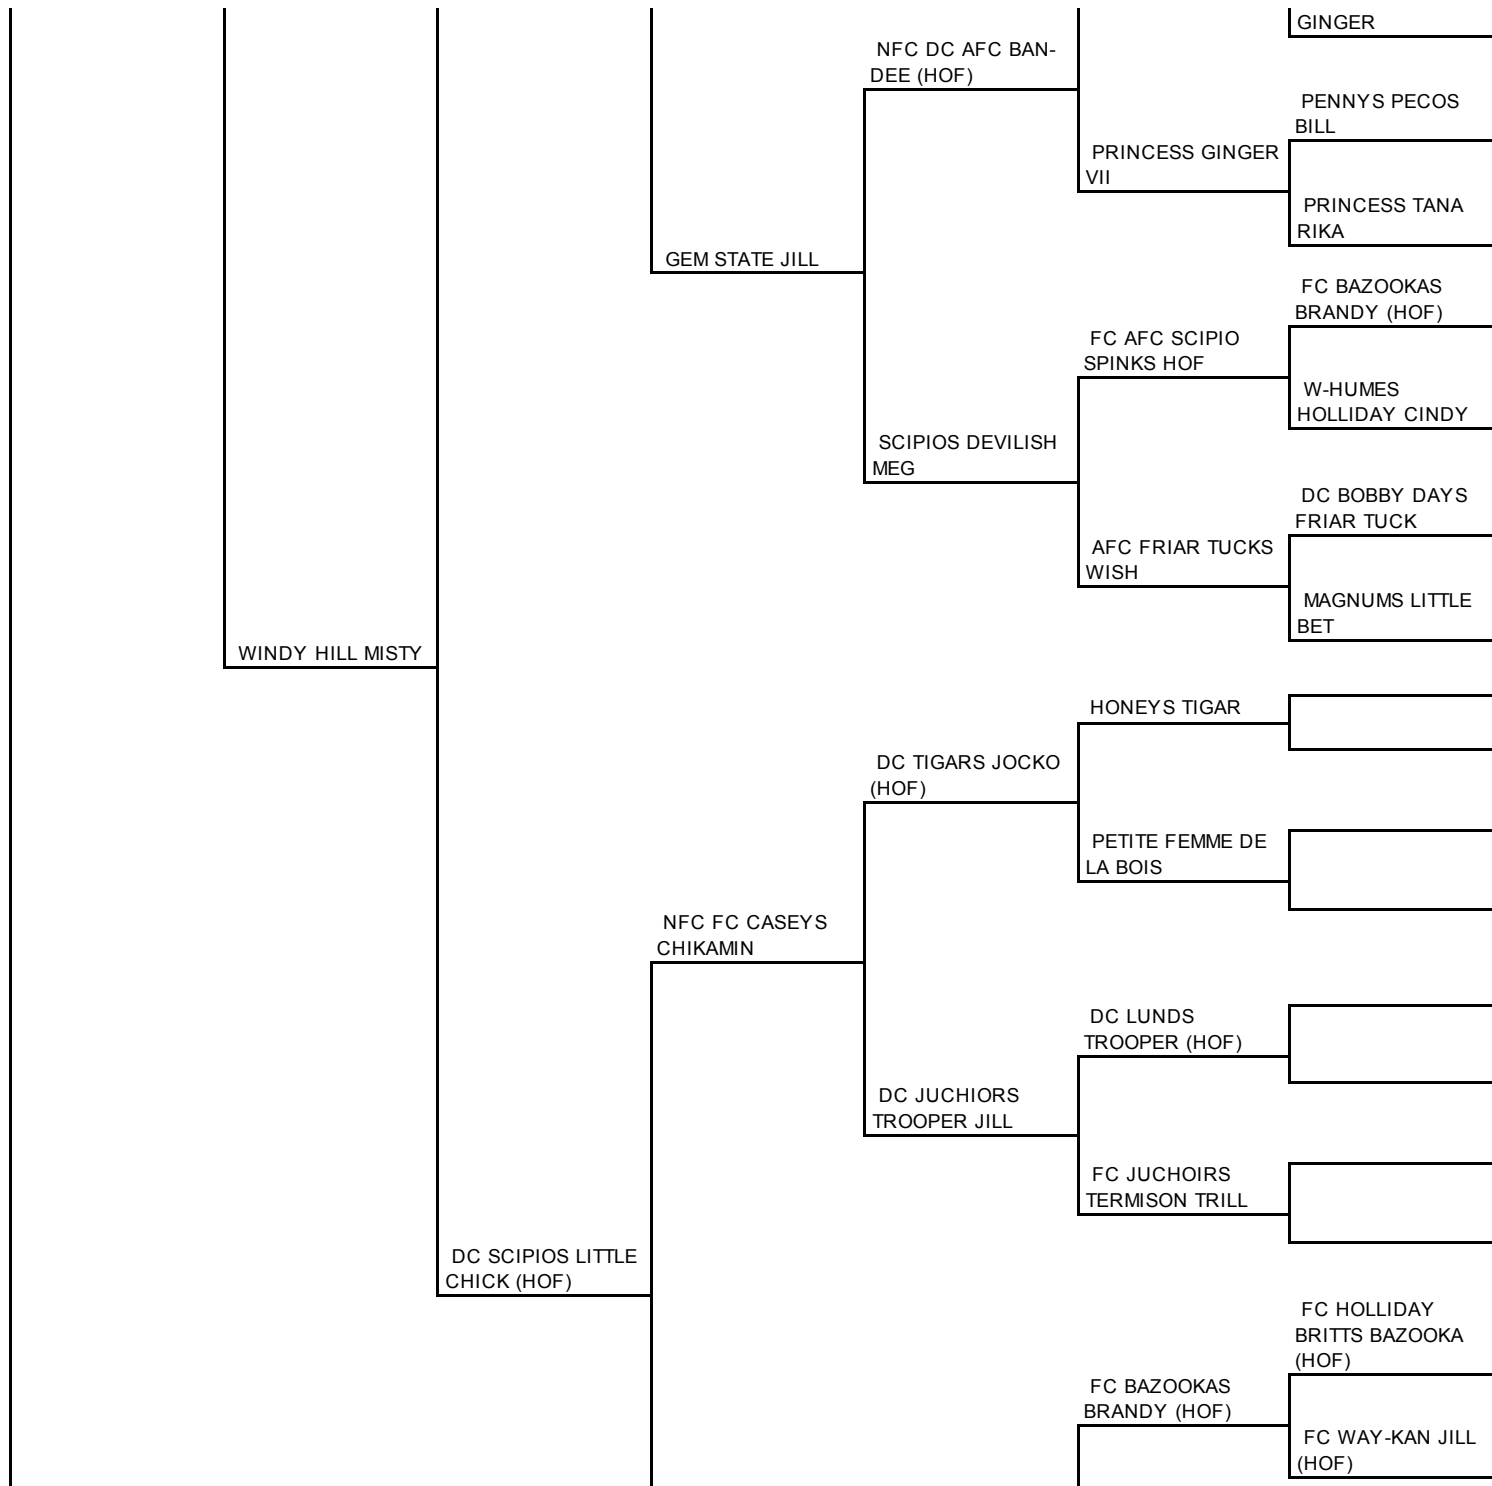 GINGER
NFC DC AFC BAN-
DEE (HOF)
PENNYS PECOS
BILL
PRINCESS GINGER
VII
PRINCESS TANA
RIKA
GEM STATE JILL
FC BAZOOKAS
BRANDY (HOF)
FC AFC SCIPIO
SPINKS HOF
W-HUMES
HOLLIDAY CINDY
SCIPIOS DEVILISH
MEG
DC BOBBY DAYS
FRIAR TUCK
AFC FRIAR TUCKS
WISH
MAGNUMS LITTLE
BET
WINDY HILL MISTY
HONEYS TIGAR
DC TIGARS JOCKO
(HOF)
PETITE FEMME DE
LA BOIS
NFC FC CASEYS
CHIKAMIN
DC LUNDS
TROOPER (HOF)
DC JUCHIORS
TROOPER JILL
FC JUCHOIRS
TERMISON TRILL
DC SCIPIOS LITTLE
CHICK (HOF)
FC HOLLIDAY
BRITTS BAZOOKA
(HOF)
FC BAZOOKAS
BRANDY (HOF)
FC WAY-KAN JILL
(HOF)